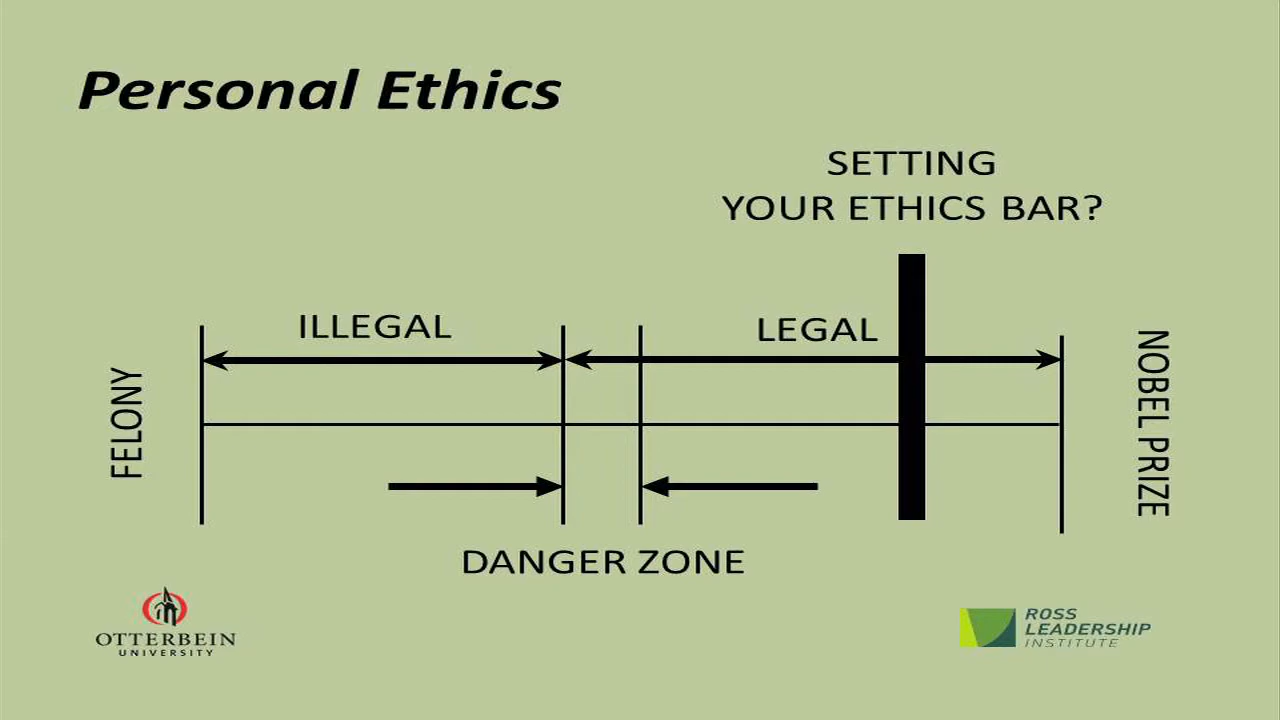 Personal Ethics
SETTING
YOUR ETHICS BAR?
ILLEGAL
LEGAL
FELONY
NOBEL PRIZE
DANGER ZONE
OTTERBEIN
UNIVERSITY
ROSS
LEADERSHIP
INSTITUTE